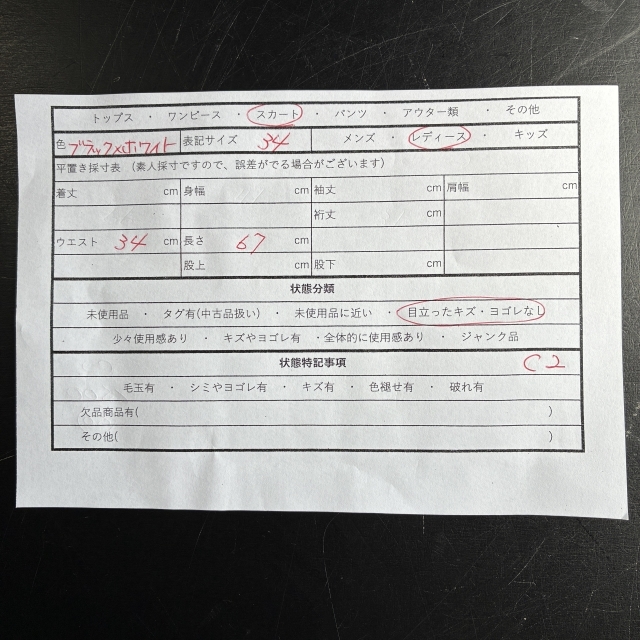 トップス ・ ワンピース ・ スカート ・ パンツ ・ アウター類 ・ その他
色 ブラック×ホワイト 表記サイズ 34 メンズ ・ レディース ・ キッズ
平置き採寸表 (素人採寸ですので、誤差がでる場合がございます)
着丈 cm 身幅 cm 袖丈 cm 肩幅 cm
裄丈 cm
ウエスト 34 cm 長さ 67 cm
股上 cm 股下 cm
状態分類
未使用品 ・ タグ有(中古品扱い) ・ 未使用品に近い ・ 目立ったキズ・ヨゴレなし
少々使用感あり ・ キズやヨゴレ有 ・全体的に使用感あり ・ ジャンク品
状態特記事項 C2
毛玉有 ・ シミやヨゴレ有 ・ キズ有 ・ 色褪せ有 ・ 破れ有
欠品商品有( )
その他( )